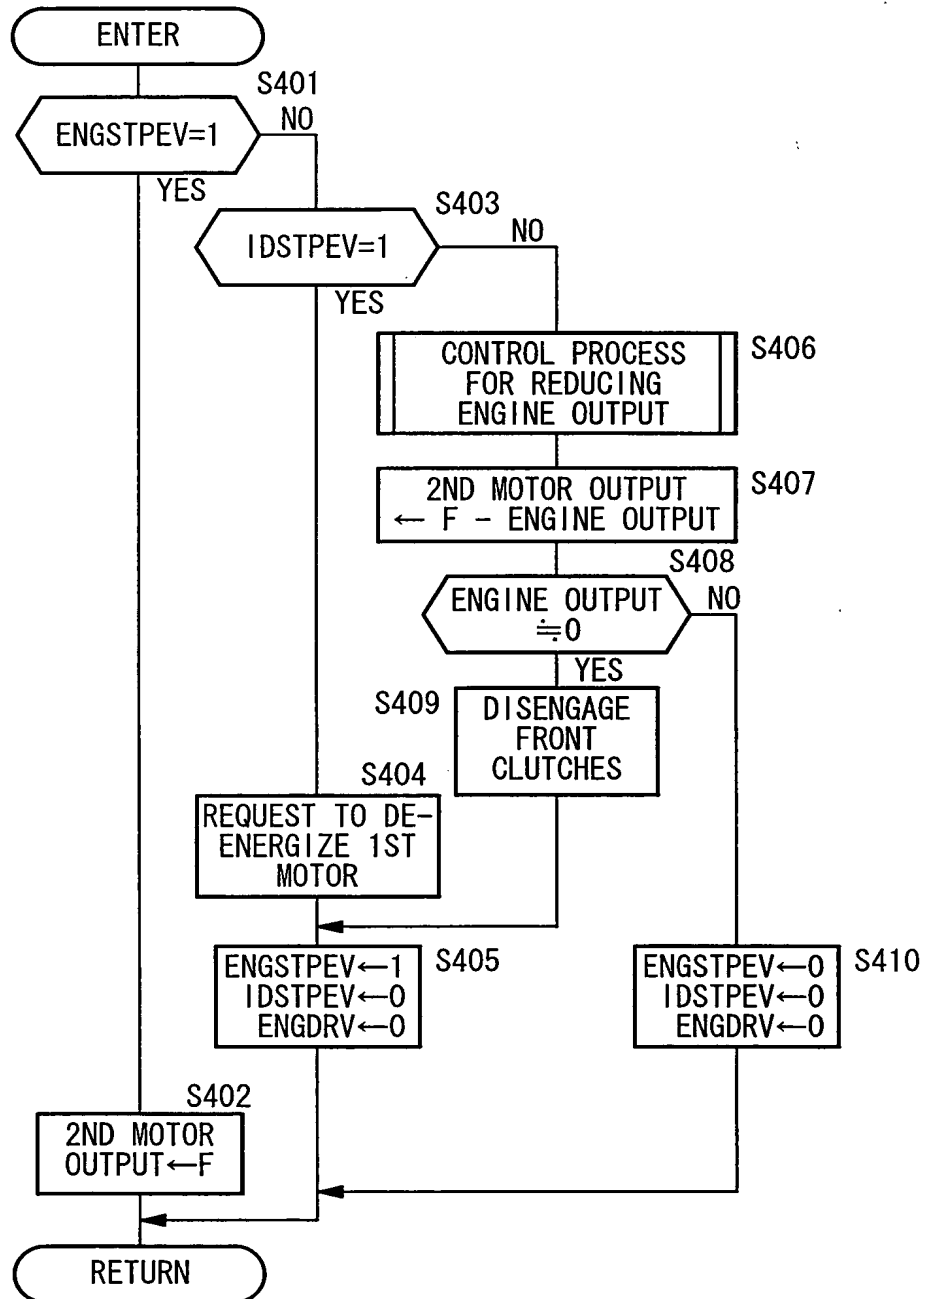 ENTER
S401
ENGSTPEV=1
NO
YES
S403
IDSTPEV=1
NO
YES
CONTROL PROCESS
FOR REDUCING
ENGINE OUTPUT
S406
2ND MOTOR OUTPUT
← F - ENGINE OUTPUT
S407
S408
ENGINE OUTPUT
≒0
NO
YES
S409
DISENGAGE
FRONT
CLUTCHES
S404
REQUEST TO DE-
ENERGIZE 1ST
MOTOR
ENGSTPEV←1
IDSTPEV←0
ENGDRV←0
S405
ENGSTPEV←0
IDSTPEV←0
ENGDRV←0
S410
S402
2ND MOTOR
OUTPUT←F
RETURN